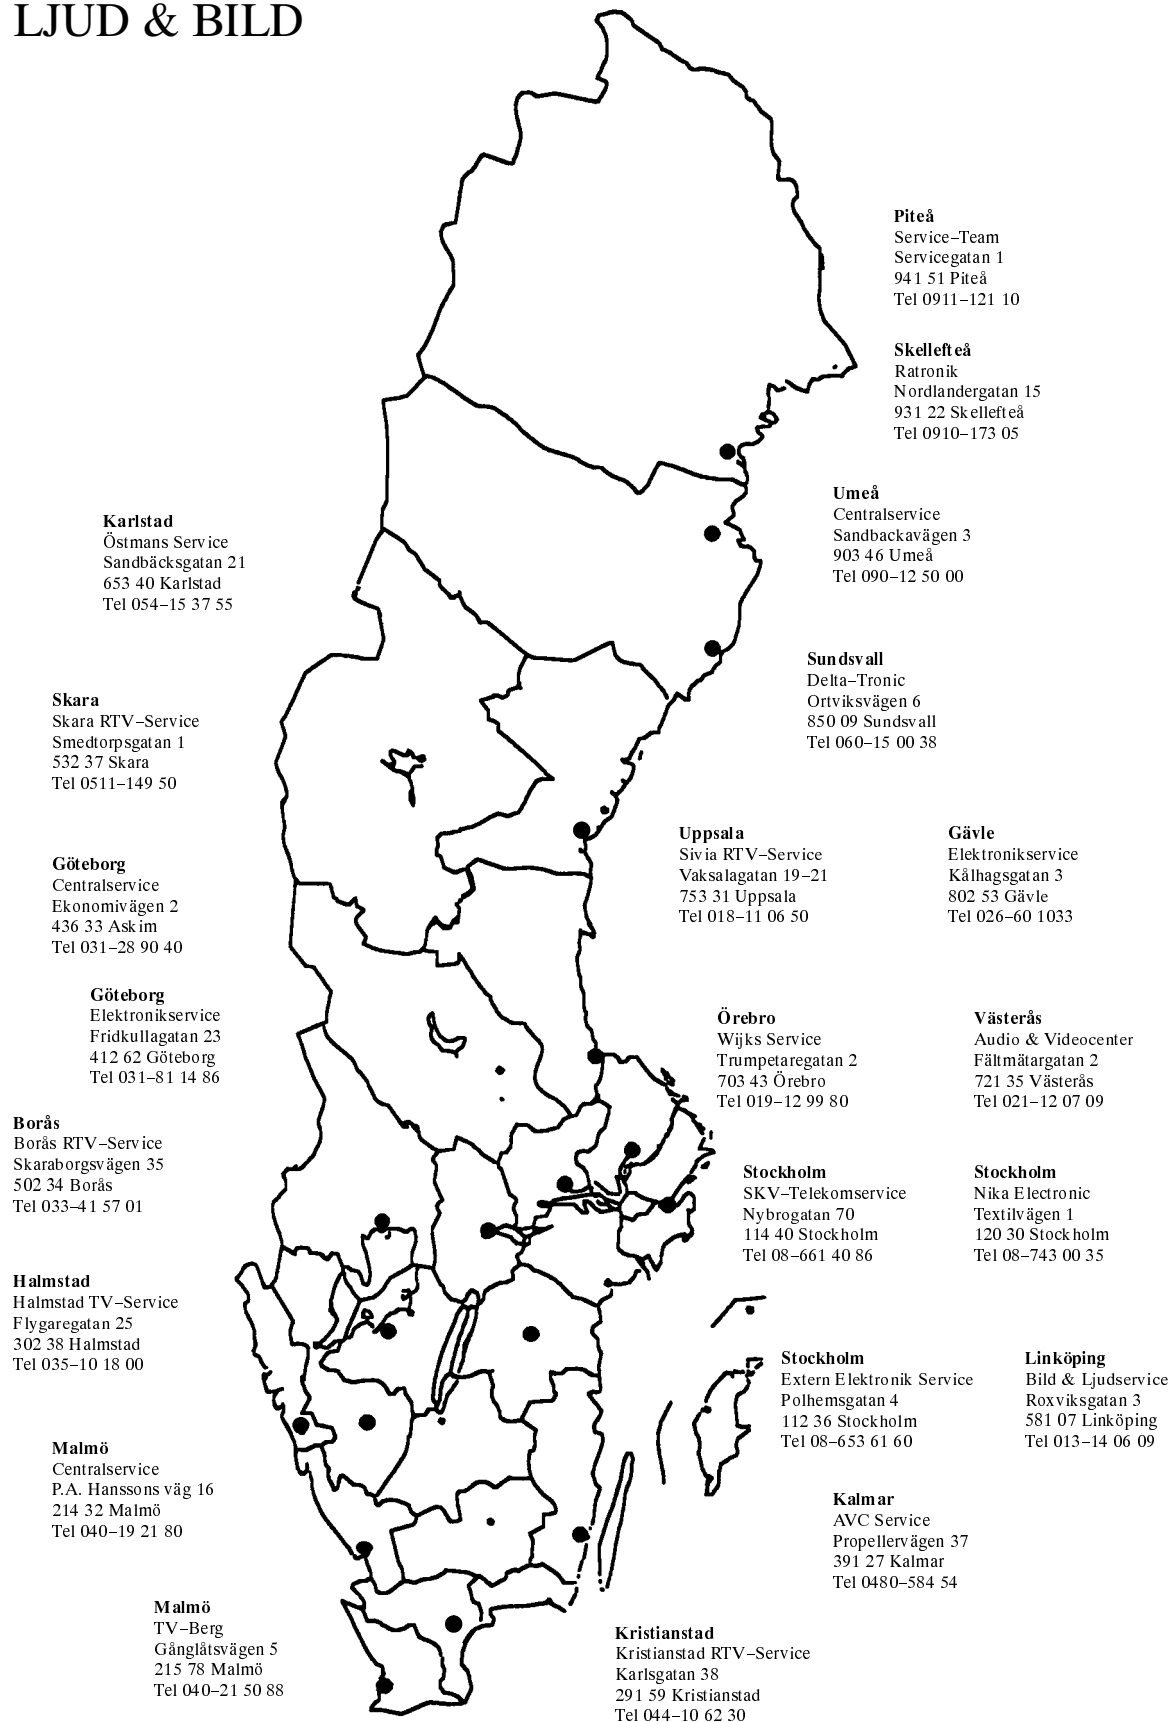 LJUD & BILD
Piteå
Service–Team
Servicegatan 1
941 51 Piteå
Tel 0911–121 10
Skellefteå
Ratronik
Nordlandergatan 15
931 22 Skellefteå
Tel 0910–173 05
Umeå
Centralservice
Sandbackavägen 3
903 46 Umeå
Tel 090–12 50 00
Karlstad
Östmans Service
Sandbäcksgatan 21
653 40 Karlstad
Tel 054–15 37 55
Sundsvall
Delta–Tronic
Ortviksvägen 6
850 09 Sundsvall
Tel 060–15 00 38
Skara
Skara RTV–Service
Smedtorpsgatan 1
532 37 Skara
Tel 0511–149 50
Uppsala
Sivia RTV–Service
Vaksalagatan 19–21
753 31 Uppsala
Tel 018–11 06 50
Gävle
Elektronikservice
Kålhagsgatan 3
802 53 Gävle
Tel 026–60 1033
Göteborg
Centralservice
Ekonomivägen 2
436 33 Askim
Tel 031–28 90 40
Göteborg
Elektronikservice
Fridkullagatan 23
412 62 Göteborg
Tel 031–81 14 86
Örebro
Wijks Service
Trumpetaregatan 2
703 43 Örebro
Tel 019–12 99 80
Västerås
Audio & Videocenter
Fältmätargatan 2
721 35 Västerås
Tel 021–12 07 09
Borås
Borås RTV–Service
Skaraborgsvägen 35
502 34 Borås
Tel 033–41 57 01
Stockholm
SKV–Telekomservice
Nybrogatan 70
114 40 Stockholm
Tel 08–661 40 86
Stockholm
Nika Electronic
Textilvägen 1
120 30 Stockholm
Tel 08–743 00 35
Halmstad
Halmstad TV–Service
Flygaregatan 25
302 38 Halmstad
Tel 035–10 18 00
Stockholm
Extern Elektronik Service
Polhemsgatan 4
112 36 Stockholm
Tel 08–653 61 60
Linköping
Bild & Ljudservice
Roxviksgatan 3
581 07 Linköping
Tel 013–14 06 09
Malmö
Centralservice
P.A. Hanssons väg 16
214 32 Malmö
Tel 040–19 21 80
Kalmar
AVC Service
Propellervägen 37
391 27 Kalmar
Tel 0480–584 54
Malmö
TV–Berg
Gånglåtsvägen 5
215 78 Malmö
Tel 040–21 50 88
Kristianstad
Kristianstad RTV–Service
Karlsgatan 38
291 59 Kristianstad
Tel 044–10 62 30